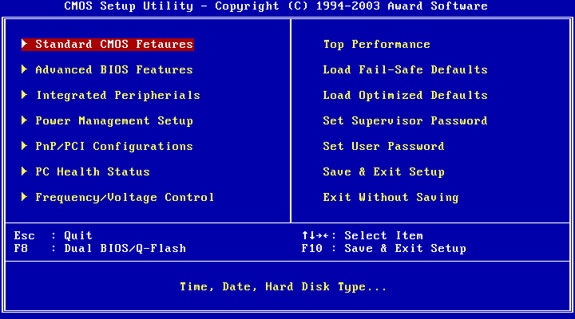 CMOS Setup Utility - Copyright (C) 1994-2003 Award Software
Standard CMOS Fetaures
Advanced BIOS Features
Integrated Peripherials
Power Management Setup
PnP/PCI Configurations
PC Health Status
Frequency/Voltage Control
Top Performance
Load Fail-Safe Defaults
Load Optimized Defaults
Set Supervisor Password
Set User Password
Save & Exit Setup
Exit Without Saving
Esc : Quit
F8 : Dual BIOS/Q-Flash
↑↓→←: Select Item
F10 : Save & Exit Setup
Time, Date, Hard Disk Type...